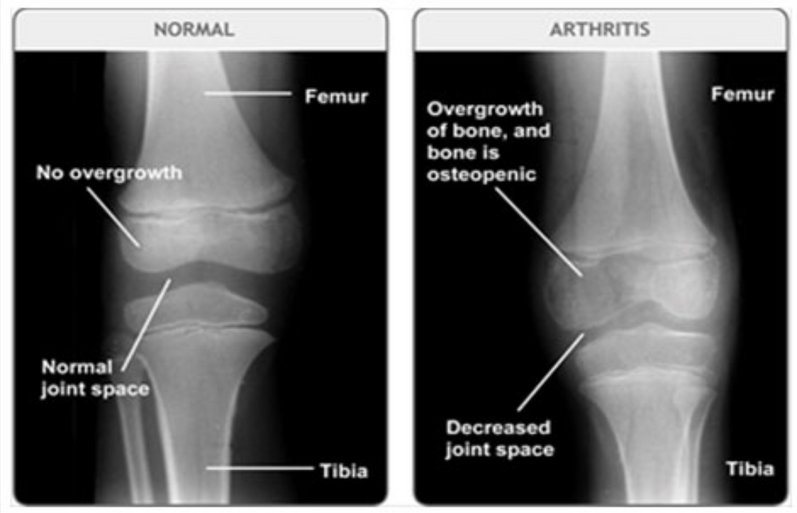 NORMAL
Femur
No overgrowth
Normal
joint space
Tibia
ARTHRITIS
Femur
Overgrowth
of bone, and
bone is
osteopenic
Decreased
joint space
Tibia